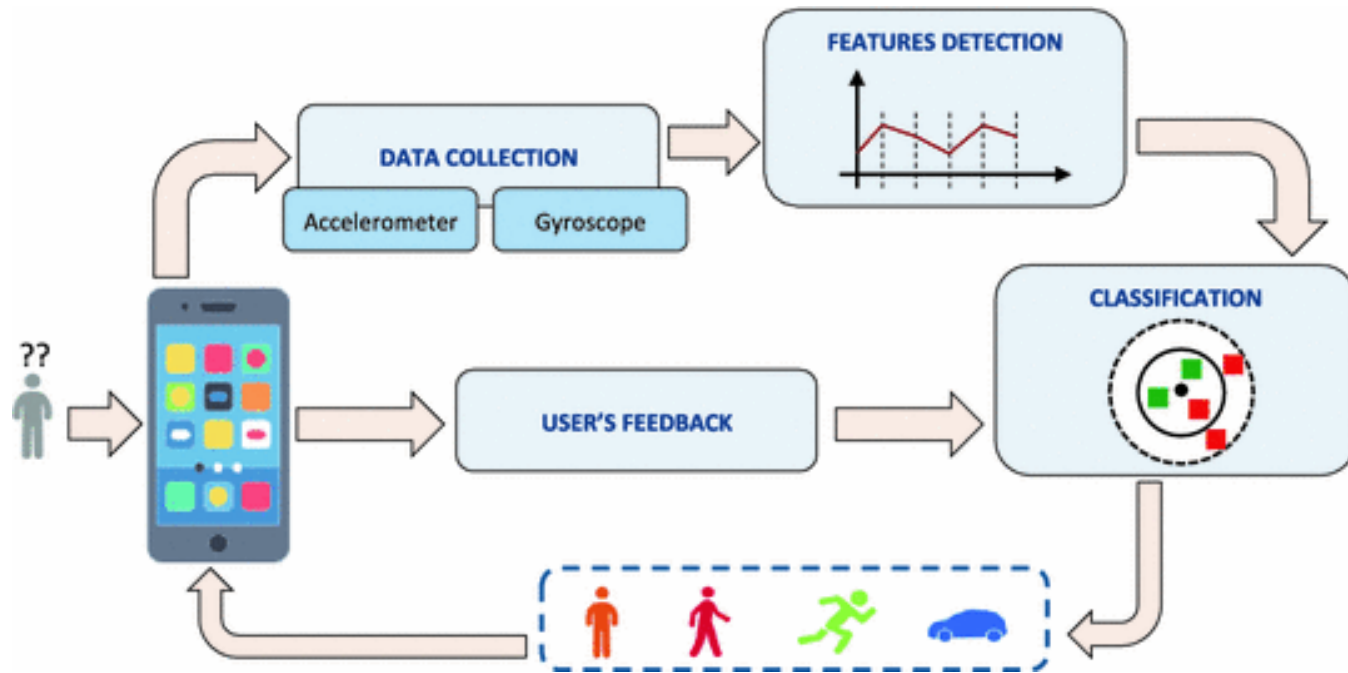 FEATURES DETECTION
DATA COLLECTION
Accelerometer
Gyroscope
CLASSIFICATION
??
USER'S FEEDBACK